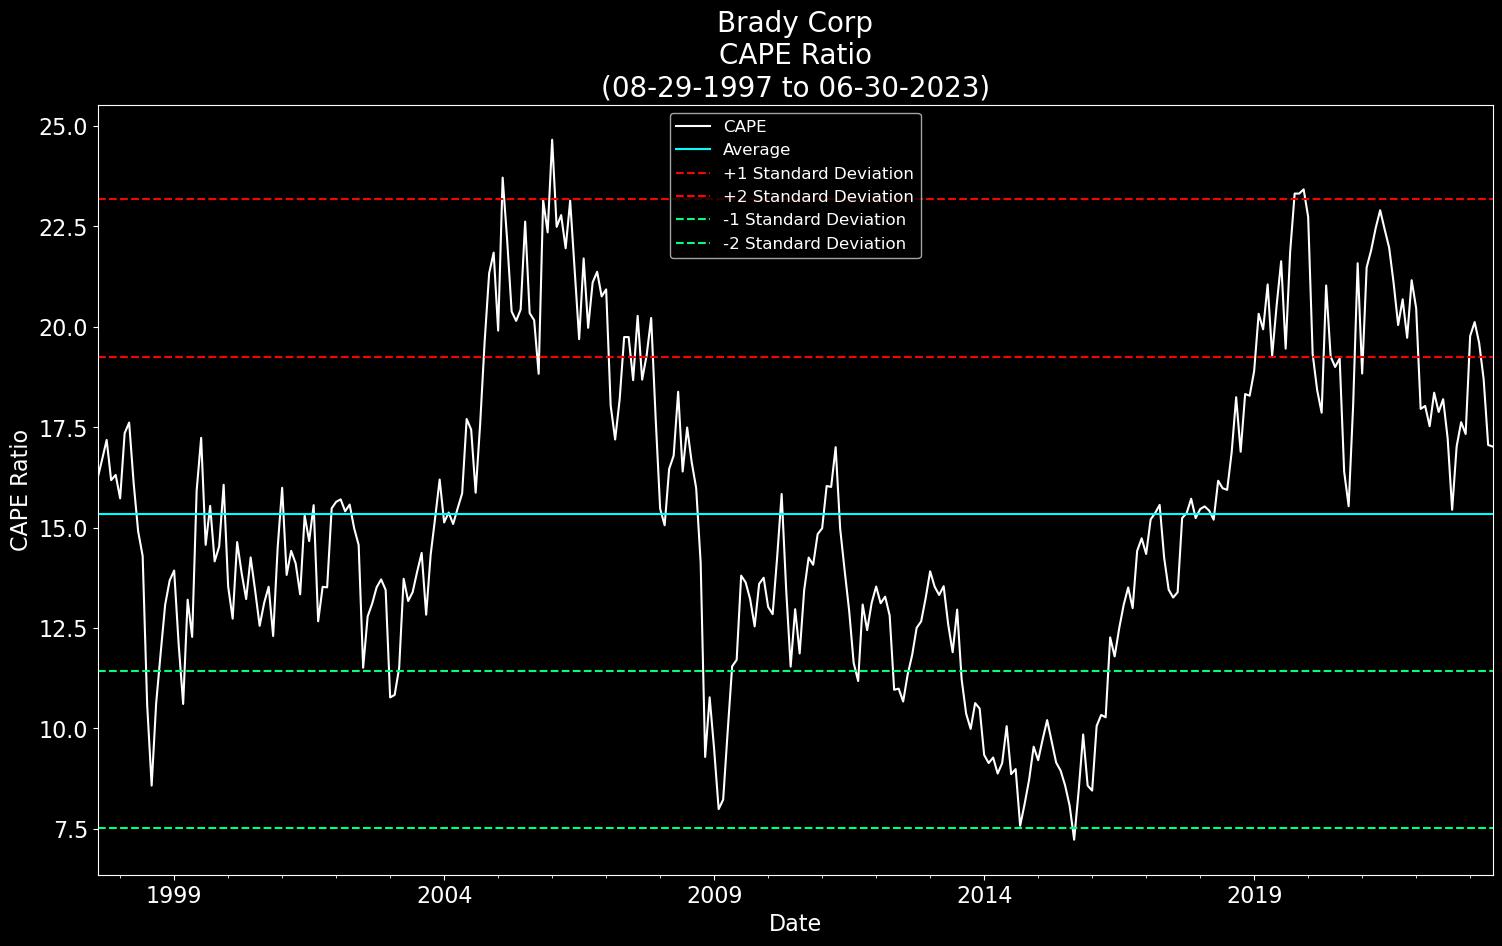 Brady Corp
CAPE Ratio
(08-29-1997 to 06-30-2023)
CAPE
Average
+1 Standard Deviation
+2 Standard Deviation
-1 Standard Deviation
-2 Standard Deviation
25.0
22.5
20.0
17.5
15.0
12.5
10.0
7.5
CAPE Ratio
1999
2004
2009
2014
2019
Date